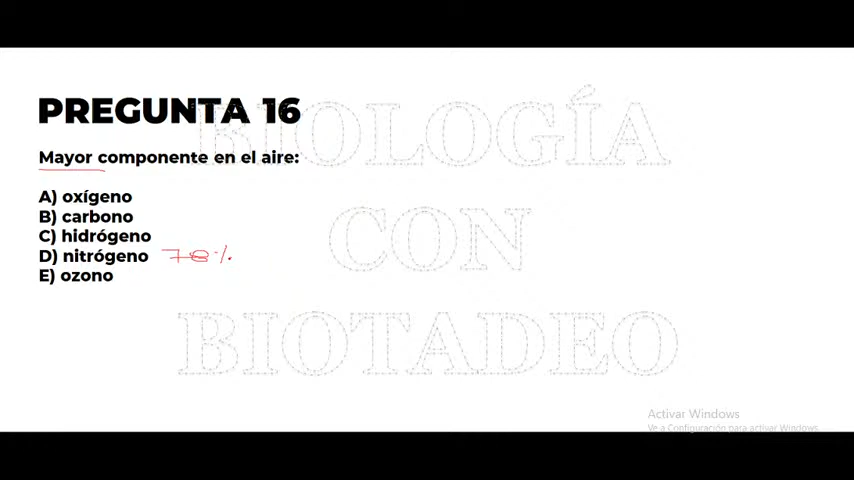 PREGUNTA 16
Mayor componente en el aire:
A) oxígeno
B) carbono
C) hidrógeno
D) nitrógeno 78%
E) ozono
BIOLOGÍA
CON
BIOTADEO
Activar Windows
Ve a Configuración para activar Windows.